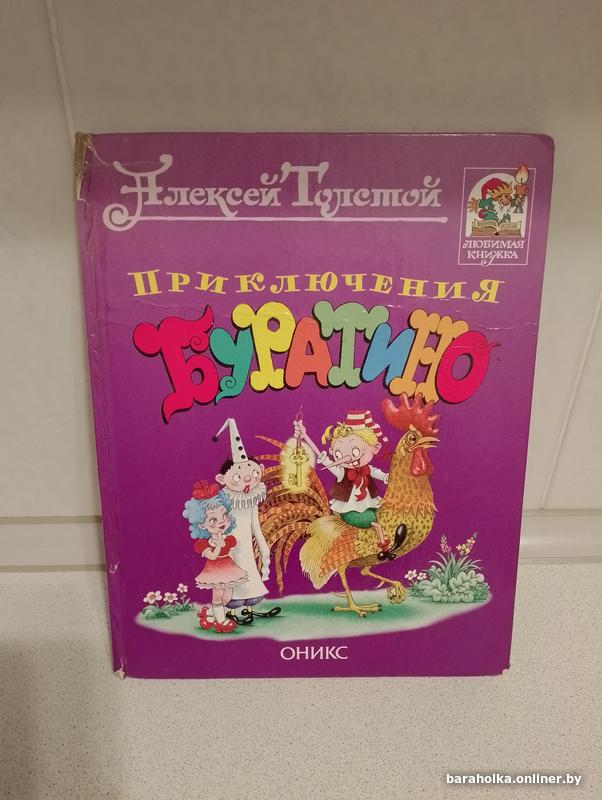 Алексей Толстой
ЛЮБИМАЯ
КНИЖКА
ПРИКЛЮЧЕНИЯ
БУРАТИНО
ОНИКС
baraholka.onliner.by